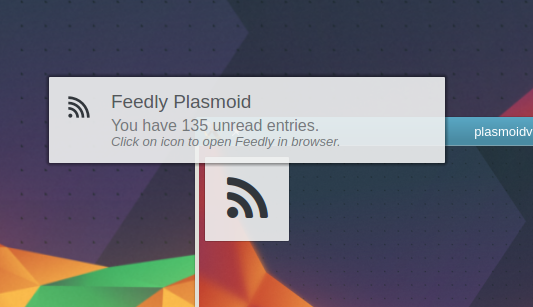 Feedly Plasmoid
You have 135 unread entries.
Click on icon to open Feedly in browser.
plasmoidv